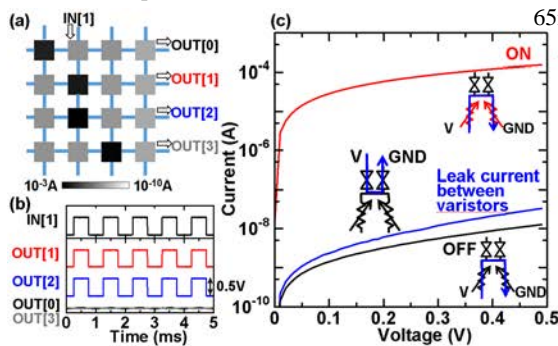 (a)
IN[1]
OUT[0]
OUT[1]
OUT[2]
OUT[3]
10-3A
10-10A
(b)
IN[1]
OUT[1]
OUT[2]
0.5V
OUT[0]
OUT[3]
0 1 2 3 4 5
Time (ms)
(c)
65
Current (A)
10-4
10-6
10-8
10-10
ON
V
GND
V
GND
Leak current
between
varistors
OFF
V
GND
0.0 0.1 0.2 0.3 0.4 0.5
Voltage (V)